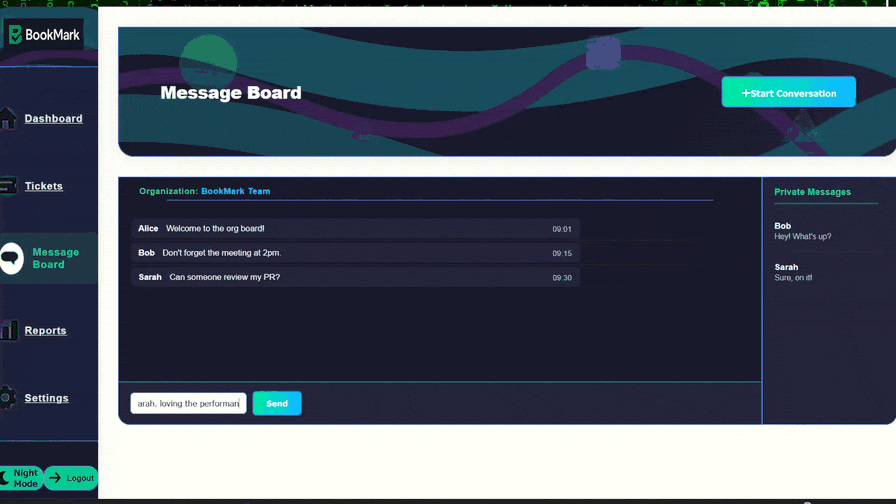 BookMark
Message Board
+Start Conversation
Dashboard
Tickets
Message
Board
Reports
Settings
Night
Mode
Logout
Organization: BookMark Team
Alice Welcome to the org board! 09:01
Bob Don't forget the meeting at 2pm. 09:15
Sarah Can someone review my PR? 09:30
arah. loving the performan
Send
Private Messages
Bob
Hey! What's up?
Sarah
Sure, on it!